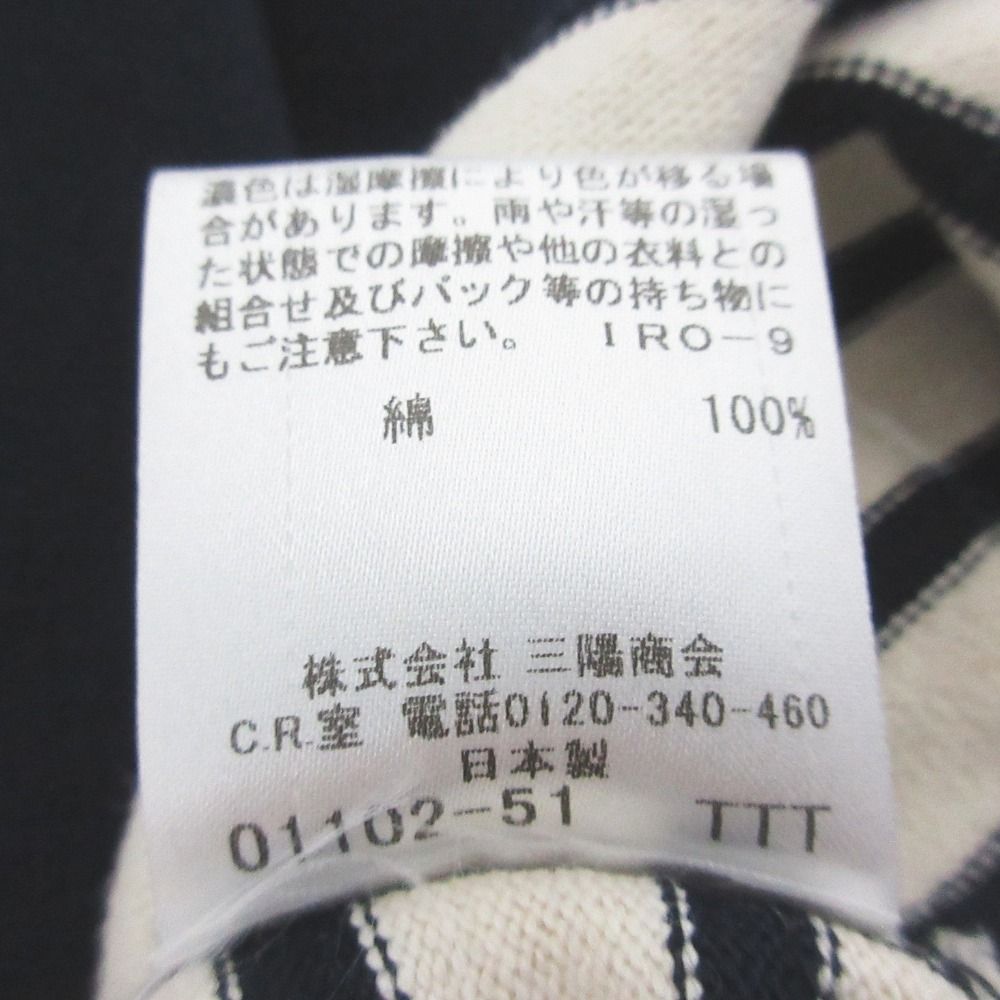 濃色は湿摩擦により色が移る場
合があります。雨や汗等の湿っ
た状態での摩擦や他の衣料との
組合せ及びバック等の持ち物に
もご注意下さい。 IRO-9
綿 100%
株式会社 三陽商会
C.R.室 電話0120-340-460
日本製
01102-51 TTT